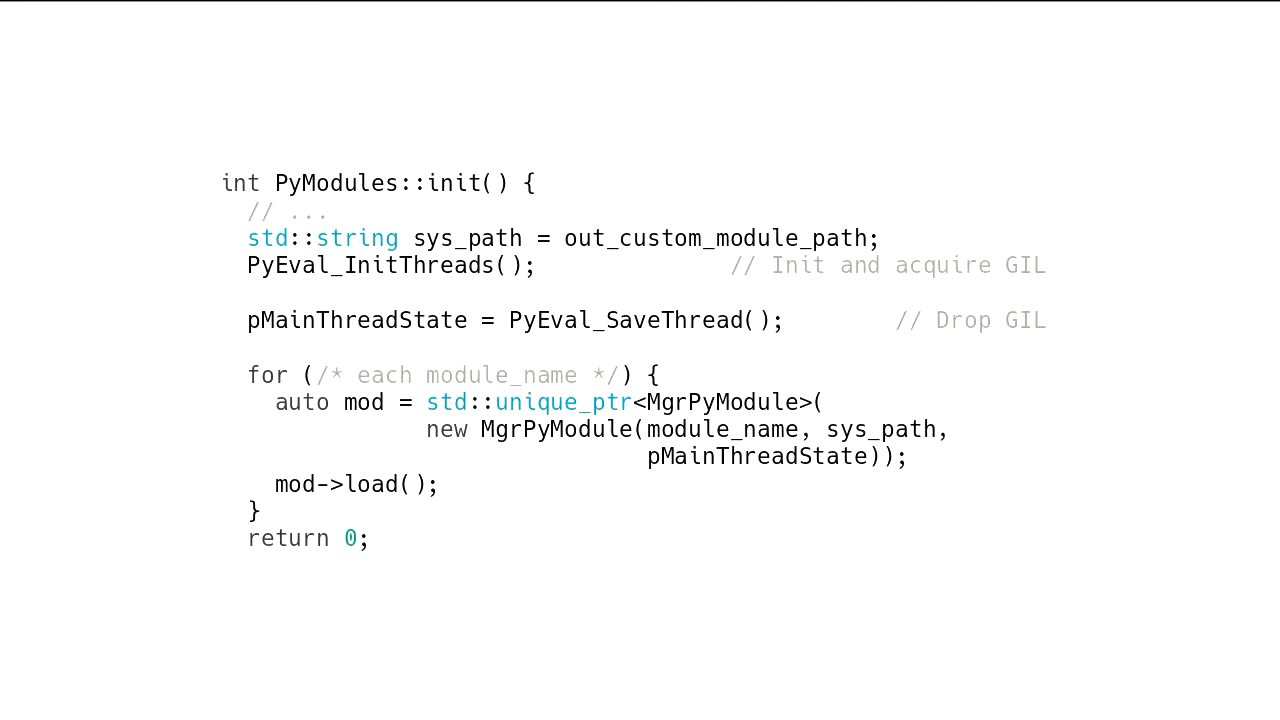 int PyModules::init() {
  // ...
  std::string sys_path = out_custom_module_path;
  PyEval_InitThreads();              // Init and acquire GIL

  pMainThreadState = PyEval_SaveThread();        // Drop GIL

  for (/* each module_name */) {
    auto mod = std::unique_ptr<MgrPyModule>(
               new MgrPyModule(module_name, sys_path,
                               pMainThreadState));
    mod->load();
  }
  return 0;